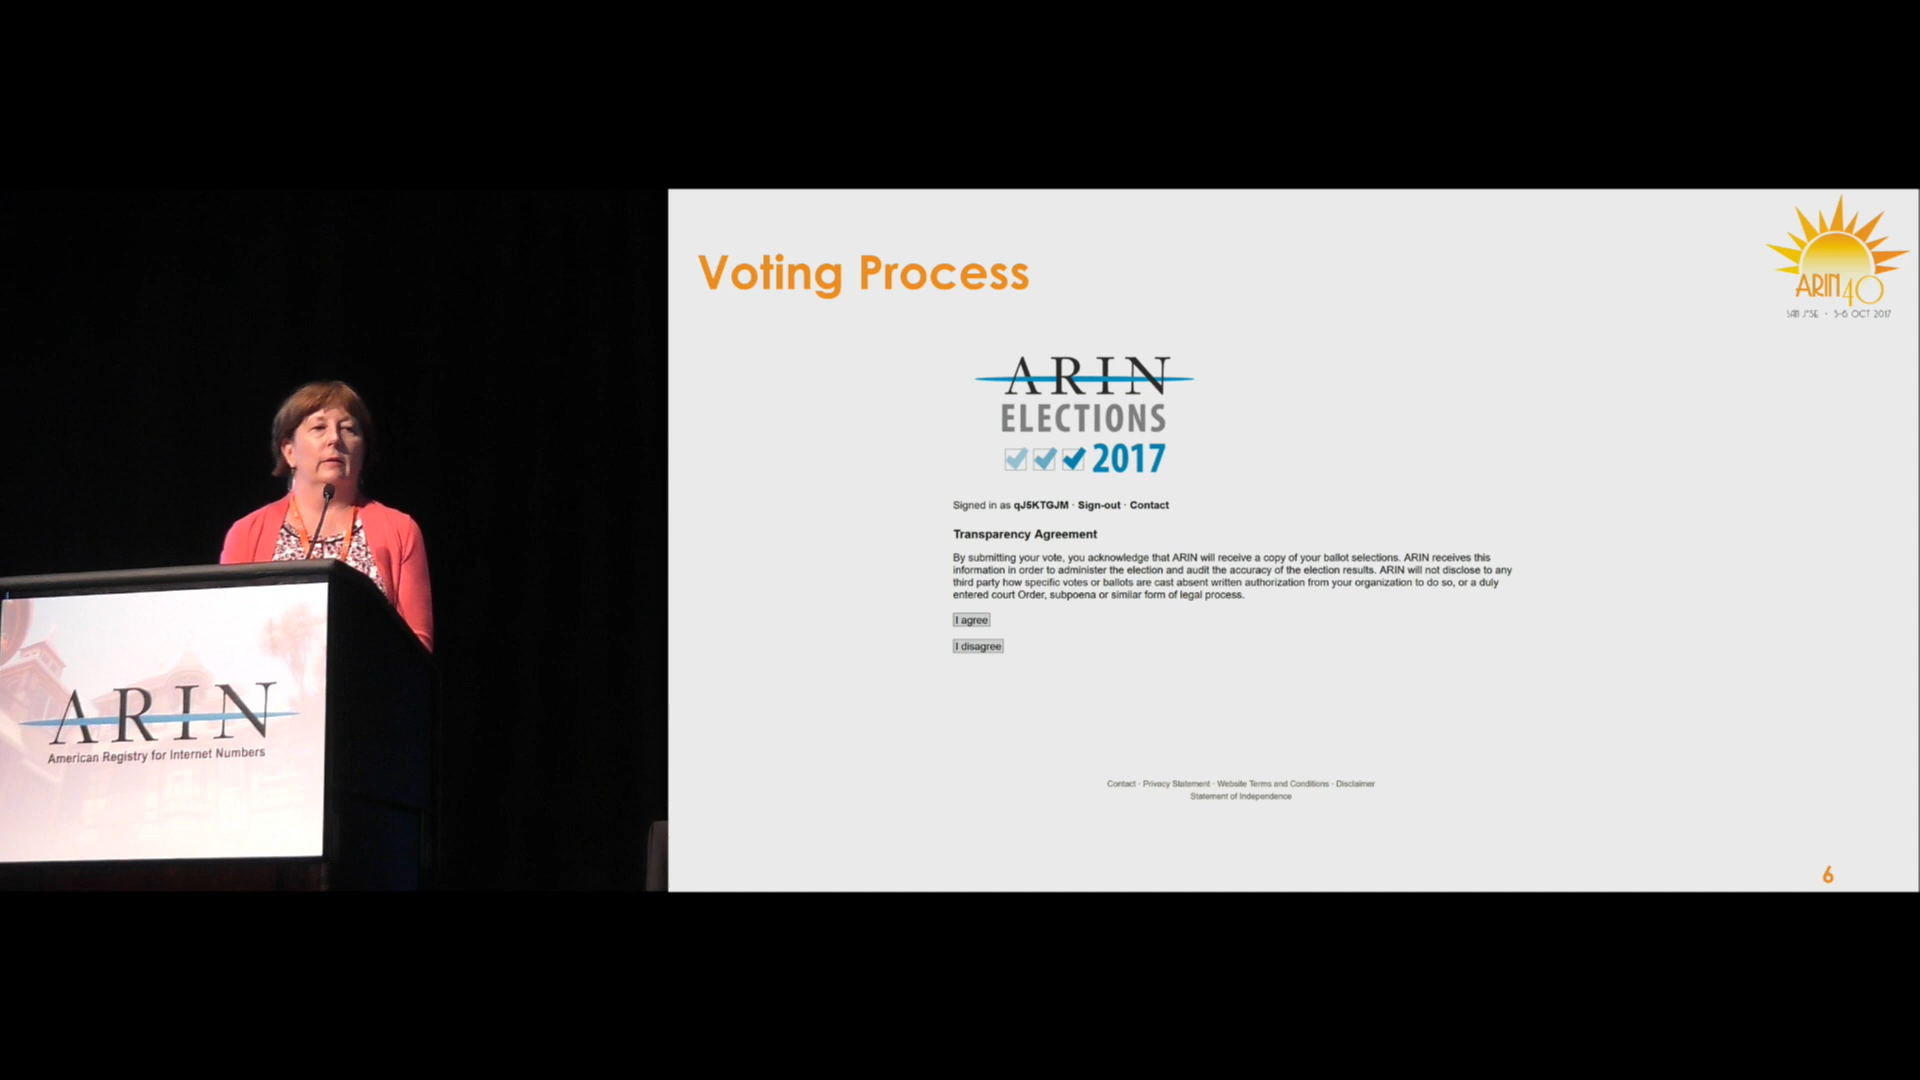 Voting Process
ARIN 40
SAN JOSE • 5-6 OCT 2017
ARIN
ELECTIONS
2017
Signed in as qJ5KTGJM · Sign-out · Contact
Transparency Agreement
By submitting your vote, you acknowledge that ARIN will receive a copy of your ballot selections. ARIN receives this
information in order to administer the election and audit the accuracy of the election results. ARIN will not disclose to any
third party how specific votes or ballots are cast absent written authorization from your organization to do so, or a duly
entered court Order, subpoena or similar form of legal process.
I agree
I disagree
Contact · Privacy Statement · Website Terms and Conditions · Disclaimer
Statement of Independence
6
ARIN
American Registry for Internet Numbers